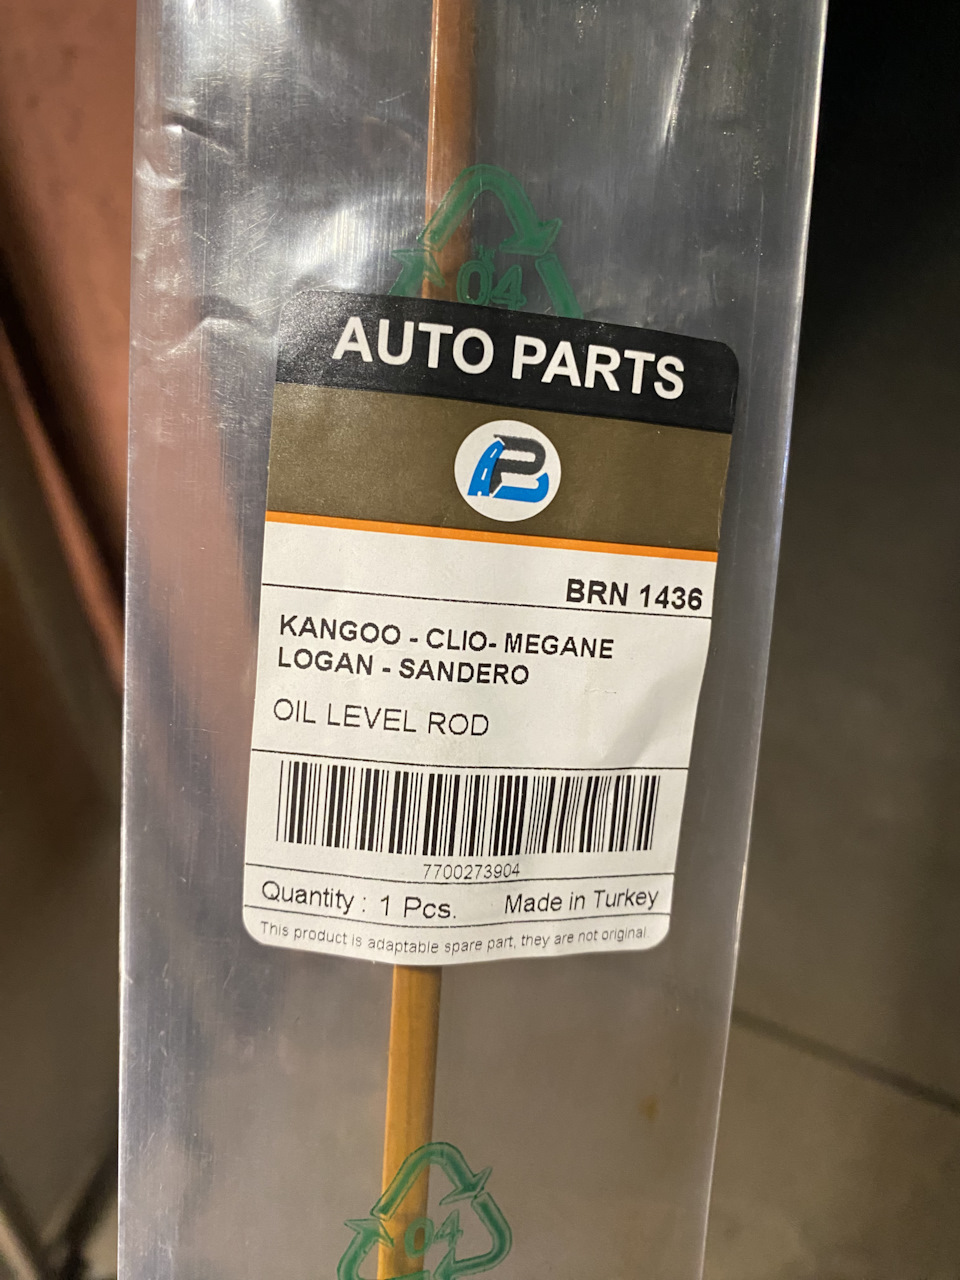 04
AUTO PARTS
BRN 1436
KANGOO - CLIO- MEGANE
LOGAN - SANDERO
OIL LEVEL ROD
7700273904
Quantity : 1 Pcs. Made in Turkey
This product is adaptable spare part, they are not original.
04